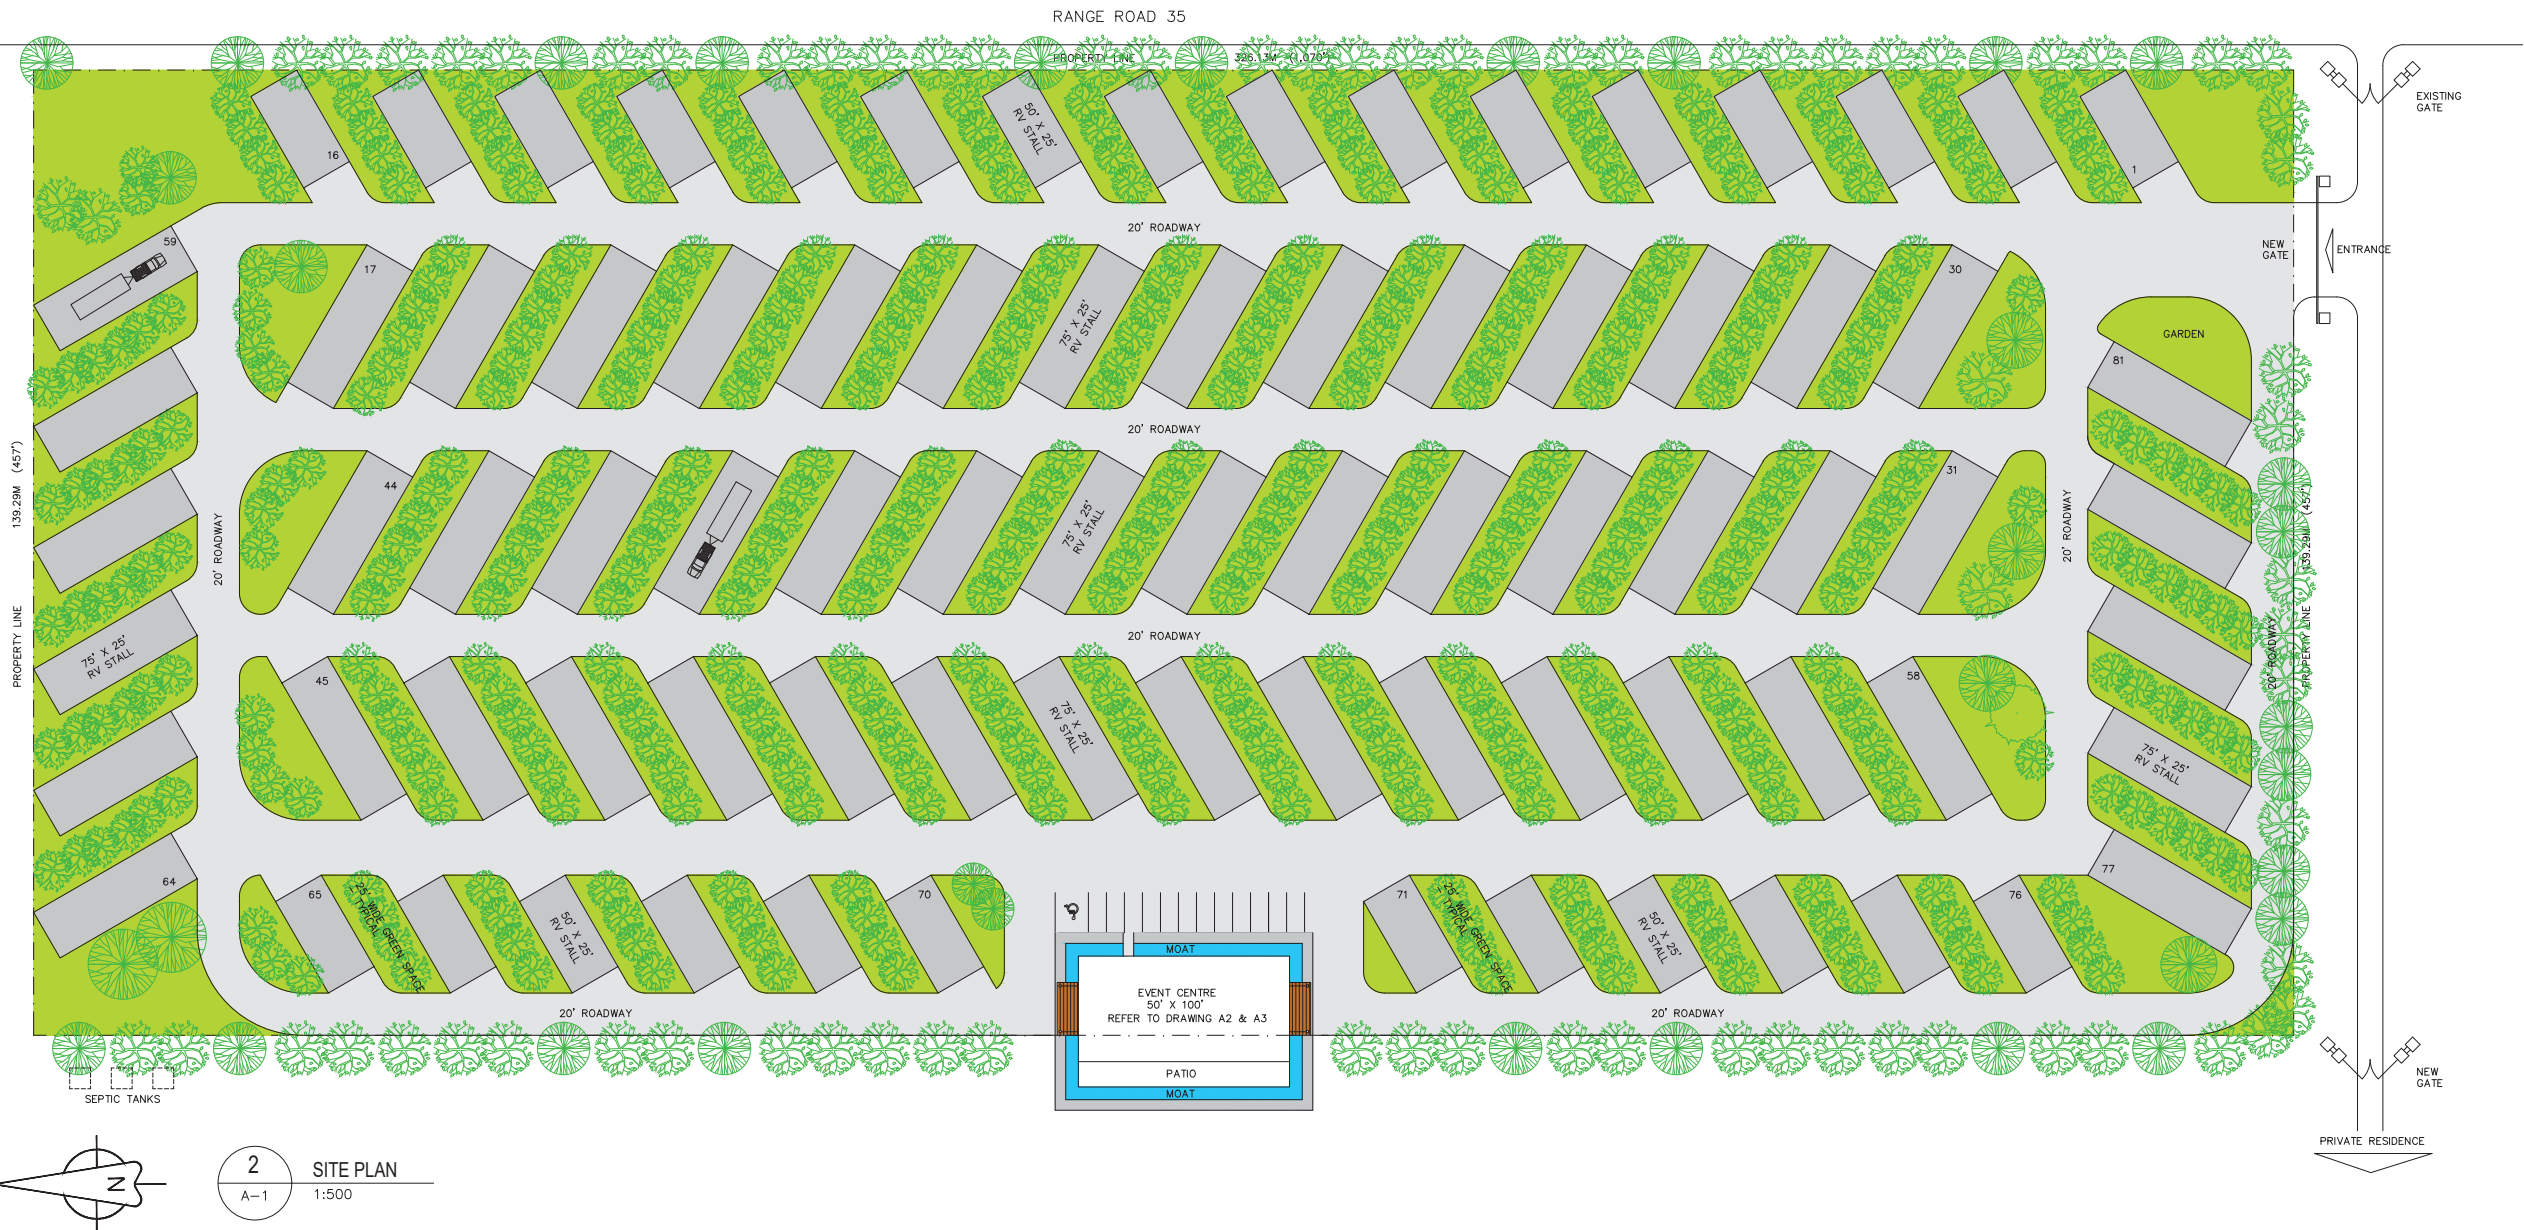 RANGE ROAD 35
PROPERTY LINE 326.13M (1,070")
EXISTING
GATE
50' X 25'
RV STALL
16
1
20' ROADWAY
59
17
30
NEW
GATE
ENTRANCE
75' X 25'
RV STALL
GARDEN
81
20' ROADWAY
139.29M (457')
PROPERTY LINE
44
31
75' X 25'
RV STALL
20' ROADWAY
20' ROADWAY
139.29M (457')
PROPERTY LINE
20' ROADWAY
20' ROADWAY
75' X 25'
RV STALL
45
58
75' X 25'
RV STALL
75' X 25'
RV STALL
64
77
65
25' WIDE GREEN SPACE
TYPICAL
50' X 25'
RV STALL
70
71
25' WIDE GREEN SPACE
TYPICAL
50' X 25'
RV STALL
76
MOAT
EVENT CENTRE
50' X 100'
REFER TO DRAWING A2 & A3
PATIO
MOAT
20' ROADWAY
20' ROADWAY
SEPTIC TANKS
NEW
GATE
PRIVATE RESIDENCE
N
2
A-1
SITE PLAN
1:500